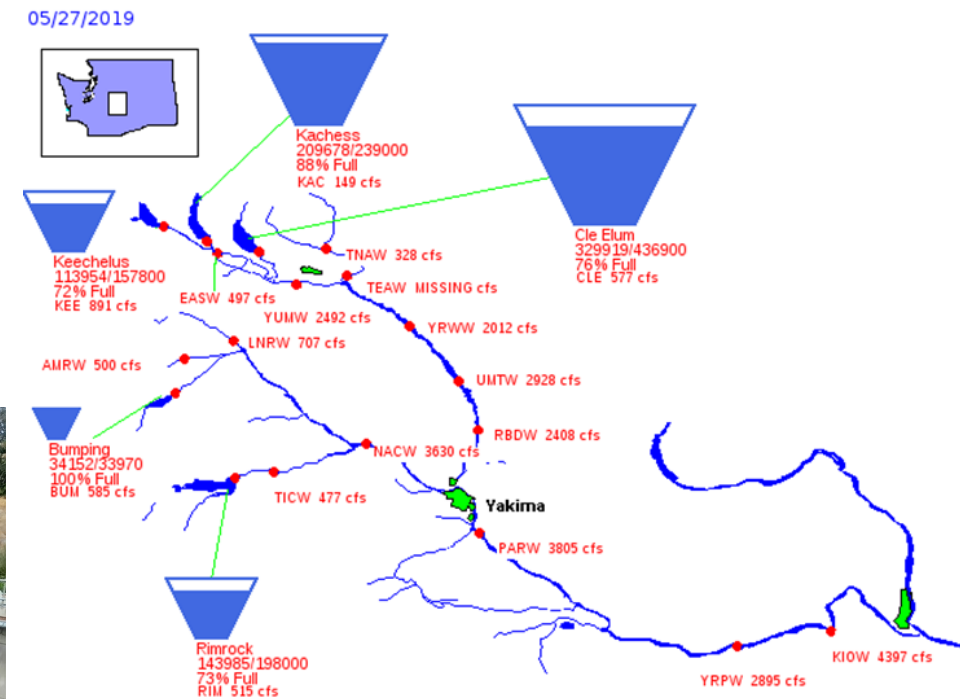 05/27/2019
Kachess
209678/239000
88% Full
KAC 149 cfs
Cle Elum
329919/436900
76% Full
CLE 577 cfs
Keechelus
113954/157800
72% Full
KEE 891 cfs
TNAW 328 cfs
TEAW MISSING cfs
EASW 497 cfs
YUMW 2492 cfs
YRWW 2012 cfs
LNRW 707 cfs
AMRW 500 cfs
UMTW 2928 cfs
RBDW 2408 cfs
NACW 3630 cfs
Bumping
34152/33970
100% Full
BUM 585 cfs
TICW 477 cfs
Yakima
PARW 3805 cfs
Rimrock
143985/198000
73% Full
RIM 515 cfs
KIOW 4397 cfs
YRPW 2895 cfs